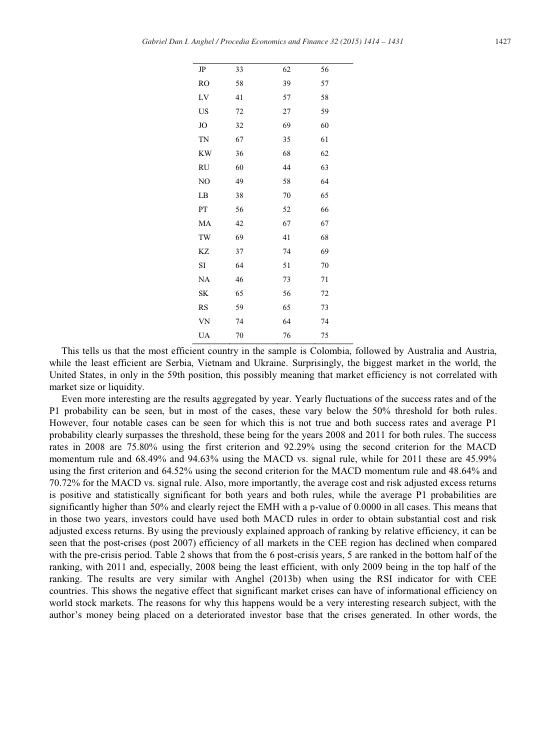 Gabriel Dan I. Anghel / Procedia Economics and Finance 32 (2015) 1414 – 1431 1427
JP 33 62 56
RO 58 39 57
LV 41 57 58
US 72 27 59
JO 32 69 60
TN 67 35 61
KW 36 68 62
RU 60 44 63
NO 49 58 64
LB 38 70 65
PT 56 52 66
MA 42 67 67
TW 69 41 68
KZ 37 74 69
SI 64 51 70
NA 46 73 71
SK 65 56 72
RS 59 65 73
VN 74 64 74
UA 70 76 75
This tells us that the most efficient country in the sample is Colombia, followed by Australia and Austria,
while the least efficient are Serbia, Vietnam and Ukraine. Surprisingly, the biggest market in the world, the
United States, in only in the 59th position, this possibly meaning that market efficiency is not correlated with
market size or liquidity.
Even more interesting are the results aggregated by year. Yearly fluctuations of the success rates and of the
P1 probability can be seen, but in most of the cases, these vary below the 50% threshold for both rules.
However, four notable cases can be seen for which this is not true and both success rates and average P1
probability clearly surpasses the threshold, these being for the years 2008 and 2011 for both rules. The success
rates in 2008 are 75.80% using the first criterion and 92.29% using the second criterion for the MACD
momentum rule and 68.49% and 94.63% using the MACD vs. signal rule, while for 2011 these are 45.99%
using the first criterion and 64.52% using the second criterion for the MACD momentum rule and 48.64% and
70.72% for the MACD vs. signal rule. Also, more importantly, the average cost and risk adjusted excess returns
is positive and statistically significant for both years and both rules, while the average P1 probabilities are
significantly higher than 50% and clearly reject the EMH with a p-value of 0.0000 in all cases. This means that
in those two years, investors could have used both MACD rules in order to obtain substantial cost and risk
adjusted excess returns. By using the previously explained approach of ranking by relative efficiency, it can be
seen that the post-crises (post 2007) efficiency of all markets in the CEE region has declined when compared
with the pre-crisis period. Table 2 shows that from the 6 post-crisis years, 5 are ranked in the bottom half of the
ranking, with 2011 and, especially, 2008 being the least efficient, with only 2009 being in the top half of the
ranking. The results are very similar with Anghel (2013b) when using the RSI indicator for with CEE
countries. This shows the negative effect that significant market crises can have of informational efficiency on
world stock markets. The reasons for why this happens would be a very interesting research subject, with the
author's money being placed on a deteriorated investor base that the crises generated. In other words, the